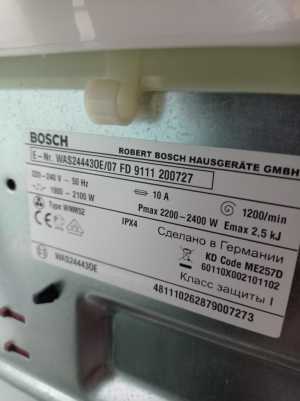 BOSCH
ROBERT BOSCH HAUSGERÄTE GMBH
E-Nr. WAS24443OE/07 FD 9111 200727
220-240 V ~ 50 Hz
10 A
1200/min
1900-2100 W
Pmax 2200-2400 W Emax 2,5 kJ
Type WMM52
IPX4
Сделано в Германии
KD Code ME257D
60110X002101102
Класс защиты I
WAS24443OE
481110262879007273